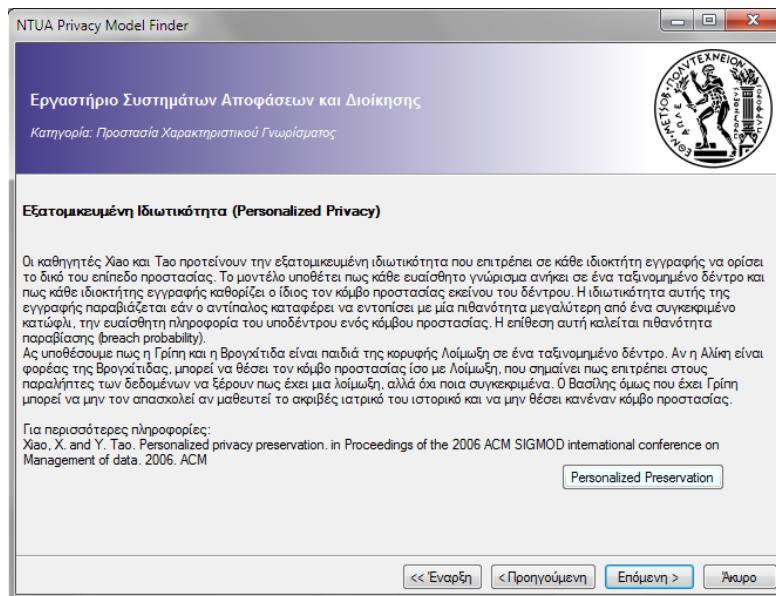 NTUA Privacy Model Finder
Εργαστήριο Συστημάτων Αποφάσεων και Διοίκησης
Κατηγορία: Προστασία Χαρακτηριστικού Γνωρίσματος
Εξατομικευμένη Ιδιωτικότητα (Personalized Privacy)
Οι καθηγητές Xiao και Tao προτείνουν την εξατομικευμένη ιδιωτικότητα που επιτρέπει σε κάθε ιδιοκτήτη εγγραφής να ορίσει
το δικό του επίπεδο προστασίας. Το μοντέλο υποθέτει πως κάθε ευαίσθητο γνώρισμα ανήκει σε ένα ταξινομημένο δέντρο και
πως κάθε ιδιοκτήτης εγγραφής καθορίζει ο ίδιος τον κόμβο προστασίας εκείνου του δέντρου. Η ιδιωτικότητα αυτής της
εγγραφής παραβιάζεται εάν ο αντίπαλος καταφέρει να εντοπίσει με μία πιθανότητα μεγαλύτερη από ένα συγκεκριμένο
κατώφλι, την ευαίσθητη πληροφορία του υποδέντρου ενός κόμβου προστασίας. Η επίθεση αυτή καλείται πιθανότητα
παραβίασης (breach probability).
Ας υποθέσουμε πως η Γρίπη και η Βρογχίτιδα είναι παιδιά της κορυφής Λοίμωξη σε ένα ταξινομημένο δέντρο. Αν η Αλίκη είναι
φορέας της Βρογχίτιδας, μπορεί να θέσει τον κόμβο προστασίας ίσο με Λοίμωξη, που σημαίνει πως επιτρέπει στους
παραλήπτες των δεδομένων να ξέρουν πως έχει μια λοίμωξη, αλλά όχι ποια συγκεκριμένα. Ο Βασίλης όμως που έχει Γρίπη
μπορεί να μην τον απασχολεί αν μαθευτεί το ακριβές ιατρικό του ιστορικό και να μην θέσει κανέναν κόμβο προστασίας.
Για περισσότερες πληροφορίες:
Xiao, X. and Y. Tao. Personalized privacy preservation. in Proceedings of the 2006 ACM SIGMOD international conference on
Management of data. 2006. ACM
Personalized Preservation
<< Έναρξη
< Προηγούμενη
Επόμενη >
Άκυρο